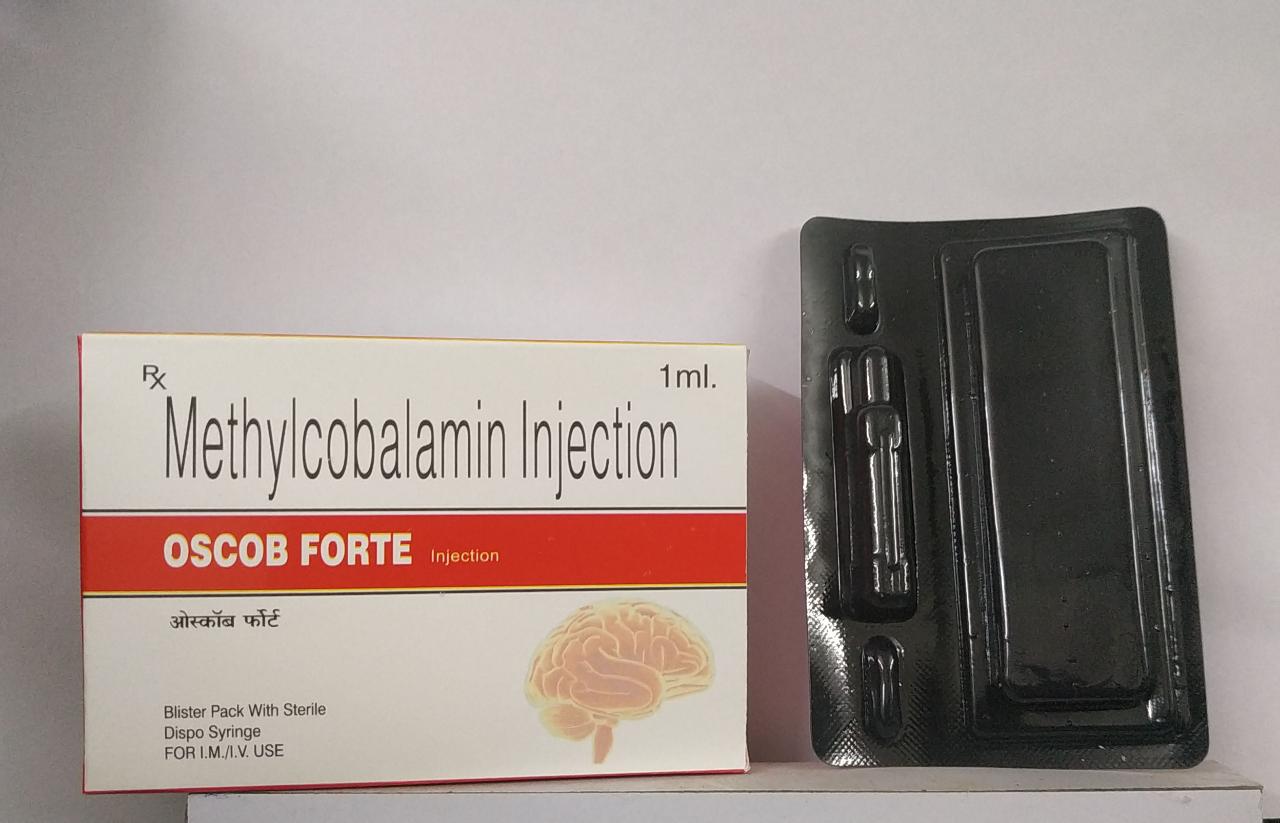 Rx 1ml.
Methylcobalamin Injection
OSCOB FORTE Injection
ओस्कॉब फोर्ट
Blister Pack With Sterile
Dispo Syringe
FOR I.M./I.V. USE